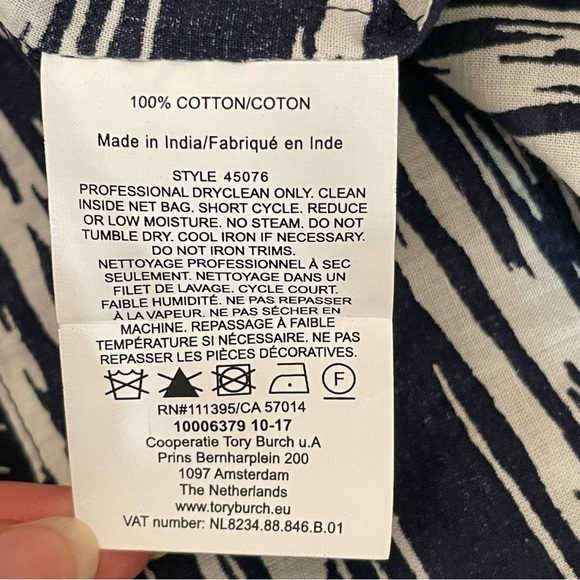 100% COTTON/COTON
Made in India/Fabriqué en Inde
STYLE 45076
PROFESSIONAL DRYCLEAN ONLY. CLEAN
INSIDE NET BAG. SHORT CYCLE. REDUCE
OR LOW MOISTURE. NO STEAM. DO NOT
TUMBLE DRY. COOL IRON IF NECESSARY.
DO NOT IRON TRIMS.
NETTOYAGE PROFESSIONNEL À SEC
SEULEMENT. NETTOYAGE DANS UN
FILET DE LAVAGE. CYCLE COURT.
FAIBLE HUMIDITÉ. NE PAS REPASSER
À LA VAPEUR. NE PAS SÉCHER EN
MACHINE. REPASSAGE À FAIBLE
TEMPÉRATURE SI NÉCESSAIRE. NE PAS
REPASSER LES PIÈCES DÉCORATIVES.
F
RN#111395/CA 57014
10006379 10-17
Cooperatie Tory Burch u.A
Prins Bernharplein 200
1097 Amsterdam
The Netherlands
www.toryburch.eu
VAT number: NL8234.88.846.B.01